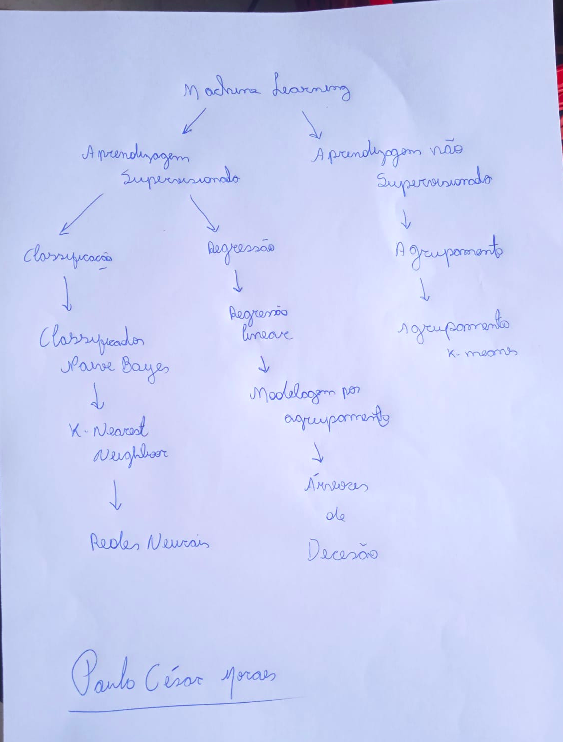 Machine Learning
Aprendizagem
Supervisionado
Aprendizagem não
Supervisionado
Classificação
Regressão
Agrupamento
Classificador
Naive Bayes
Regressão
linear
Agrupamento
K-means
K-Nearest
Neighbor
Modelagem por
agrupamento
Redes Neurais
Árvores
de
Decesão
Paulo César Moraes